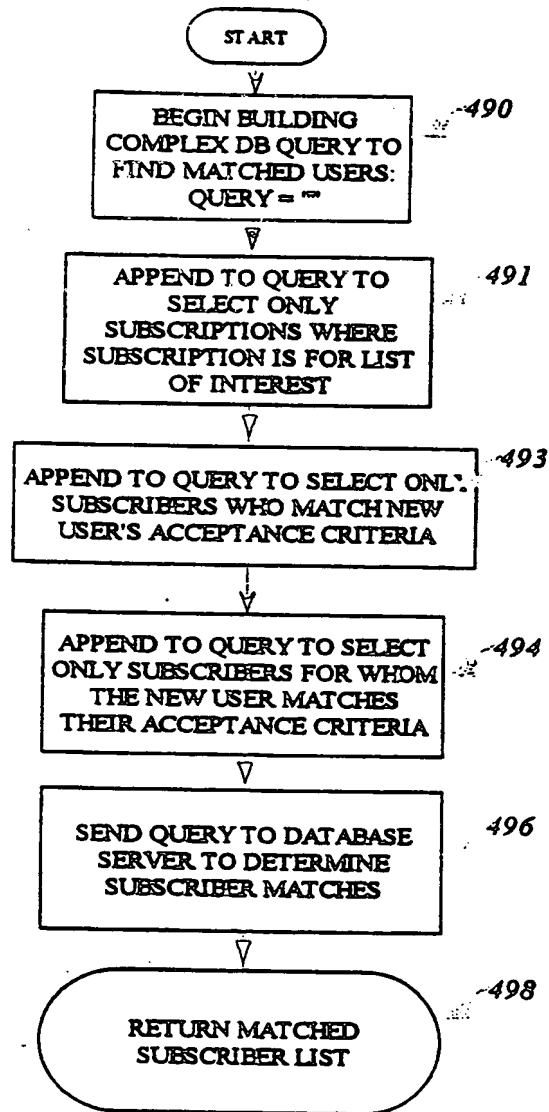 START
BEGIN BUILDING
COMPLEX DB QUERY TO
FIND MATCHED USERS:
QUERY = ""
490
APPEND TO QUERY TO
SELECT ONLY
SUBSCRIPTIONS WHERE
SUBSCRIPTION IS FOR LIST
OF INTEREST
491
APPEND TO QUERY TO SELECT ONLY
SUBSCRIBERS WHO MATCH NEW
USER'S ACCEPTANCE CRITERIA
493
APPEND TO QUERY TO SELECT
ONLY SUBSCRIBERS FOR WHOM
THE NEW USER MATCHES
THEIR ACCEPTANCE CRITERIA
494
SEND QUERY TO DATABASE
SERVER TO DETERMINE
SUBSCRIBER MATCHES
496
RETURN MATCHED
SUBSCRIBER LIST
498